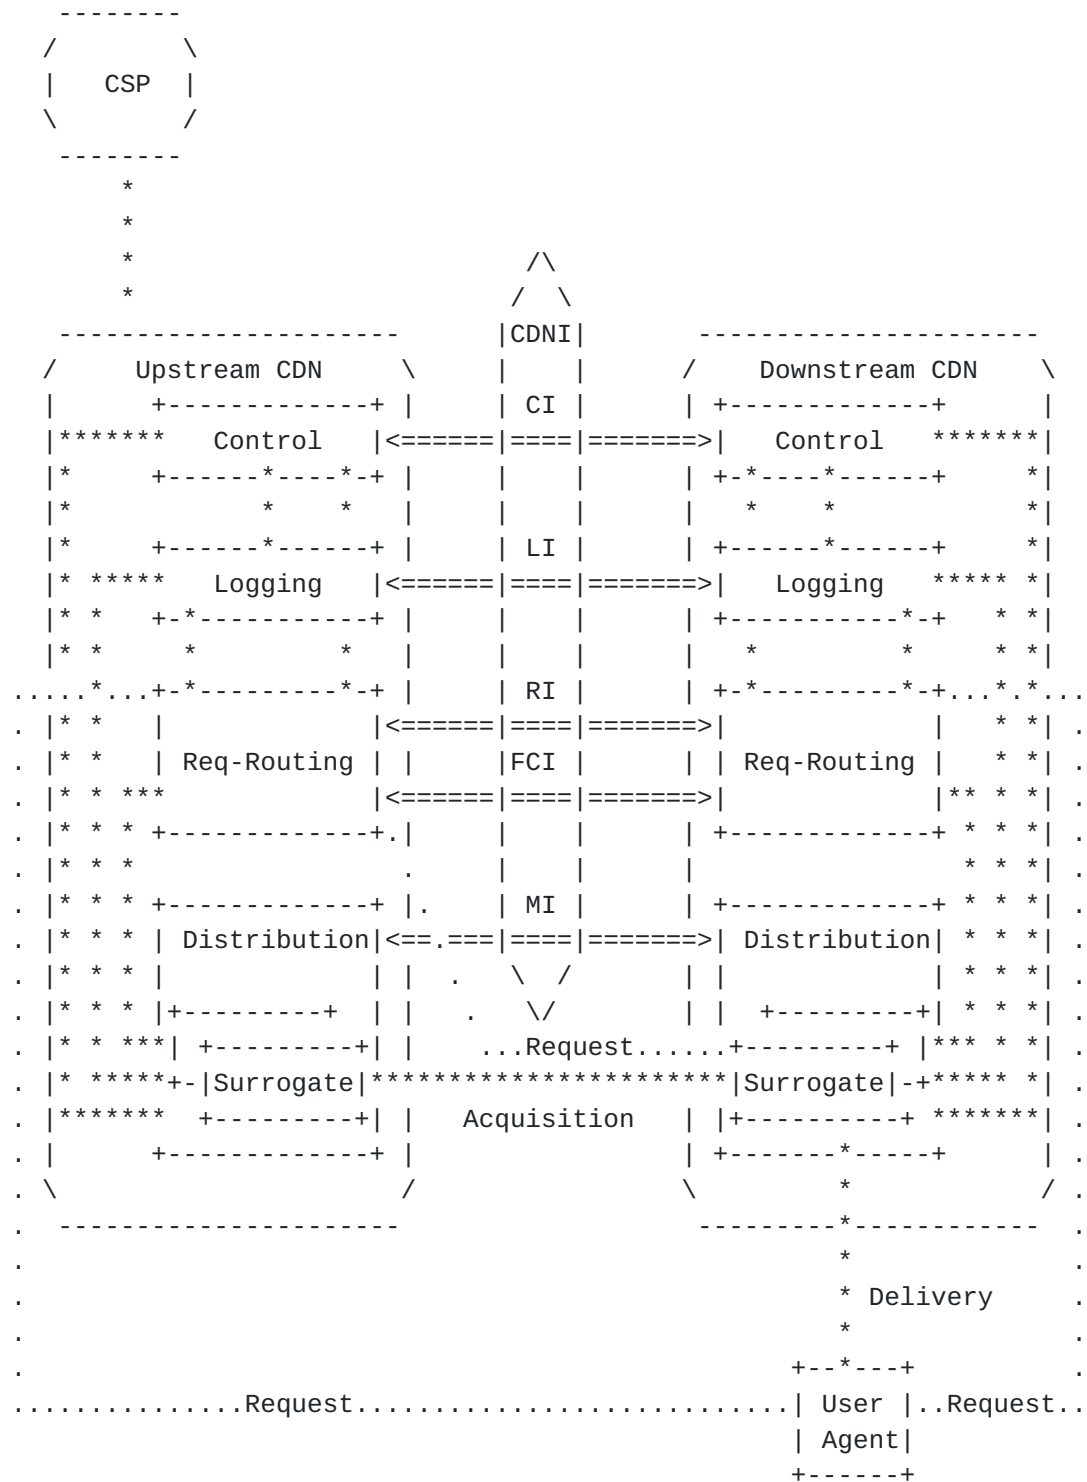 CSP
CDNI
Upstream CDN Downstream CDN
CI
Control Control
LI
Logging Logging
RI
Req-Routing FCI Req-Routing
MI
Distribution Distribution
Request
Surrogate Surrogate
Acquisition
Delivery
Request User Request
Agent